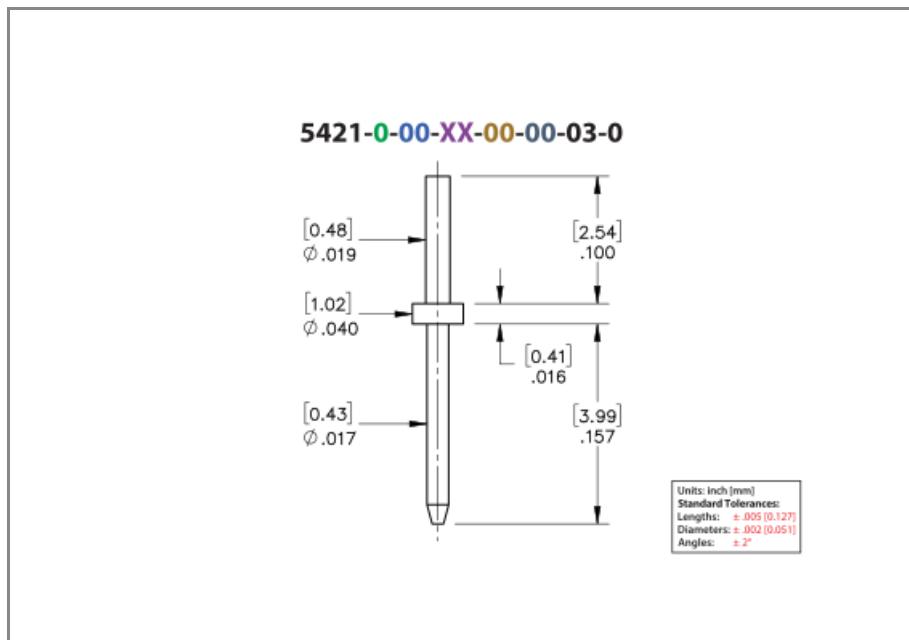 5421-0-00-XX-00-00-03-0
[0.48]
Ø.019
[2.54]
.100
[1.02]
Ø.040
[0.41]
.016
[0.43]
Ø.017
[3.99]
.157
Units: inch [mm]
Standard Tolerances:
Lengths: ± .005 [0.127]
Diameters: ± .002 [0.051]
Angles: ± 2°